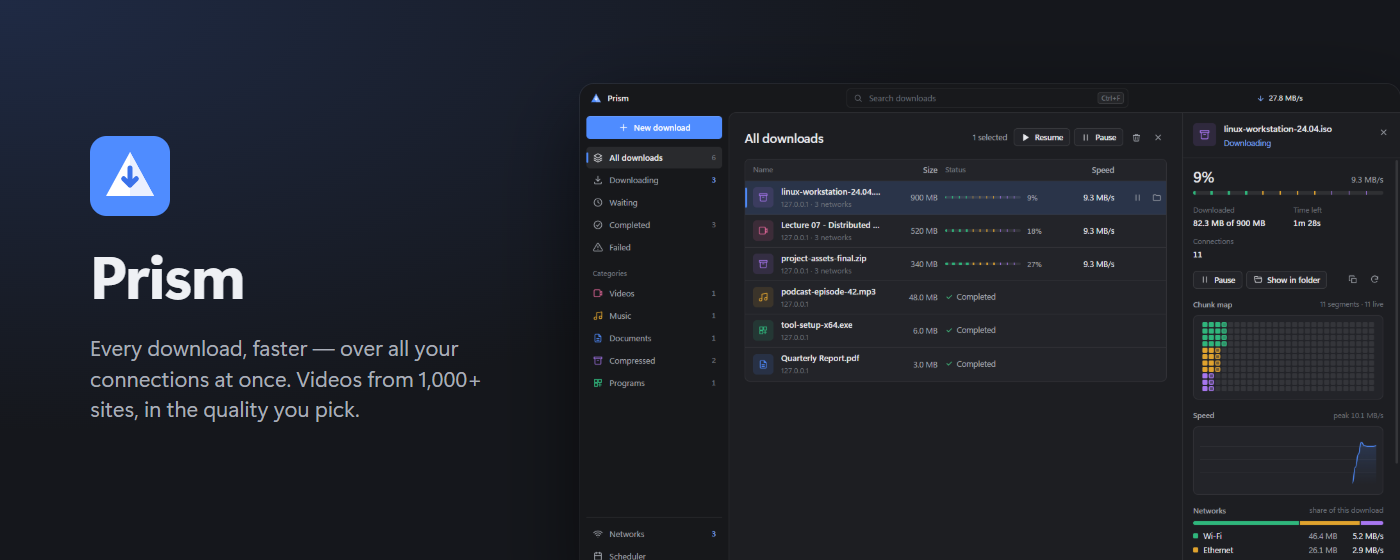 Prism
Every download, faster — over all your
connections at once. Videos from 1,000+
sites, in the quality you pick.
Prism
Search downloads
Ctrl+F
27.8 MB/s
New download
All downloads 6
Downloading 3
Waiting
Completed 3
Failed
Categories
Videos 1
Music 1
Documents 1
Compressed 2
Programs 1
Networks 3
Scheduler
All downloads
1 selected
Resume
Pause
Name Size Status Speed
linux-workstation-24.04.... 900 MB 9% 9.3 MB/s
127.0.0.1 · 3 networks
Lecture 07 - Distributed ... 520 MB 18% 9.3 MB/s
127.0.0.1 · 3 networks
project-assets-final.zip 340 MB 27% 9.3 MB/s
127.0.0.1 · 3 networks
podcast-episode-42.mp3 48.0 MB Completed
127.0.0.1
tool-setup-x64.exe 6.0 MB Completed
127.0.0.1
Quarterly Report.pdf 3.0 MB Completed
127.0.0.1
linux-workstation-24.04.iso
Downloading
9% 9.3 MB/s
Downloaded Time left
82.3 MB of 900 MB 1m 28s
Connections
11
Pause
Show in folder
Chunk map 11 segments · 11 live
Speed peak 10.1 MB/s
Networks share of this download
Wi-Fi 46.4 MB 5.2 MB/s
Ethernet 26.1 MB 2.9 MB/s